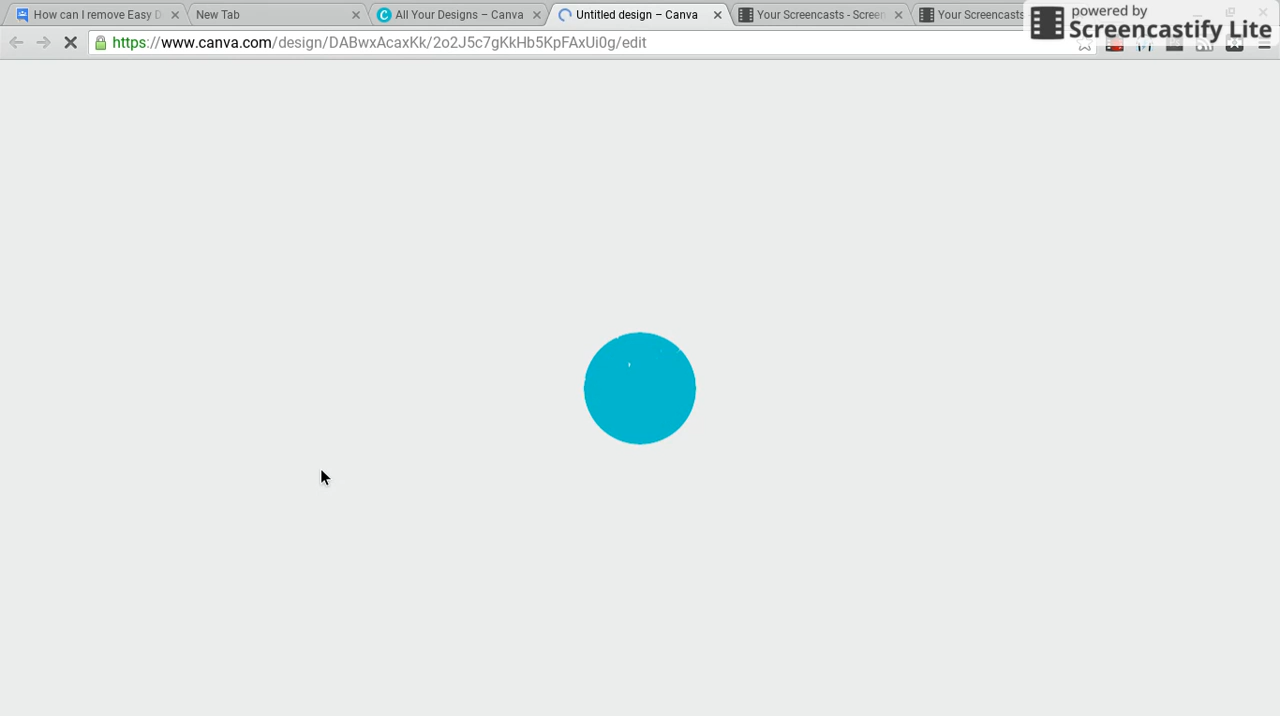 How can I remove Easy D
New Tab
All Your Designs – Canva
Untitled design – Canva
Your Screencasts - Screen
Your Screencasts
powered by
Screencastify Lite
https://www.canva.com/design/DABwxAcaxKk/2o2J5c7gKkHb5KpFAxUi0g/edit